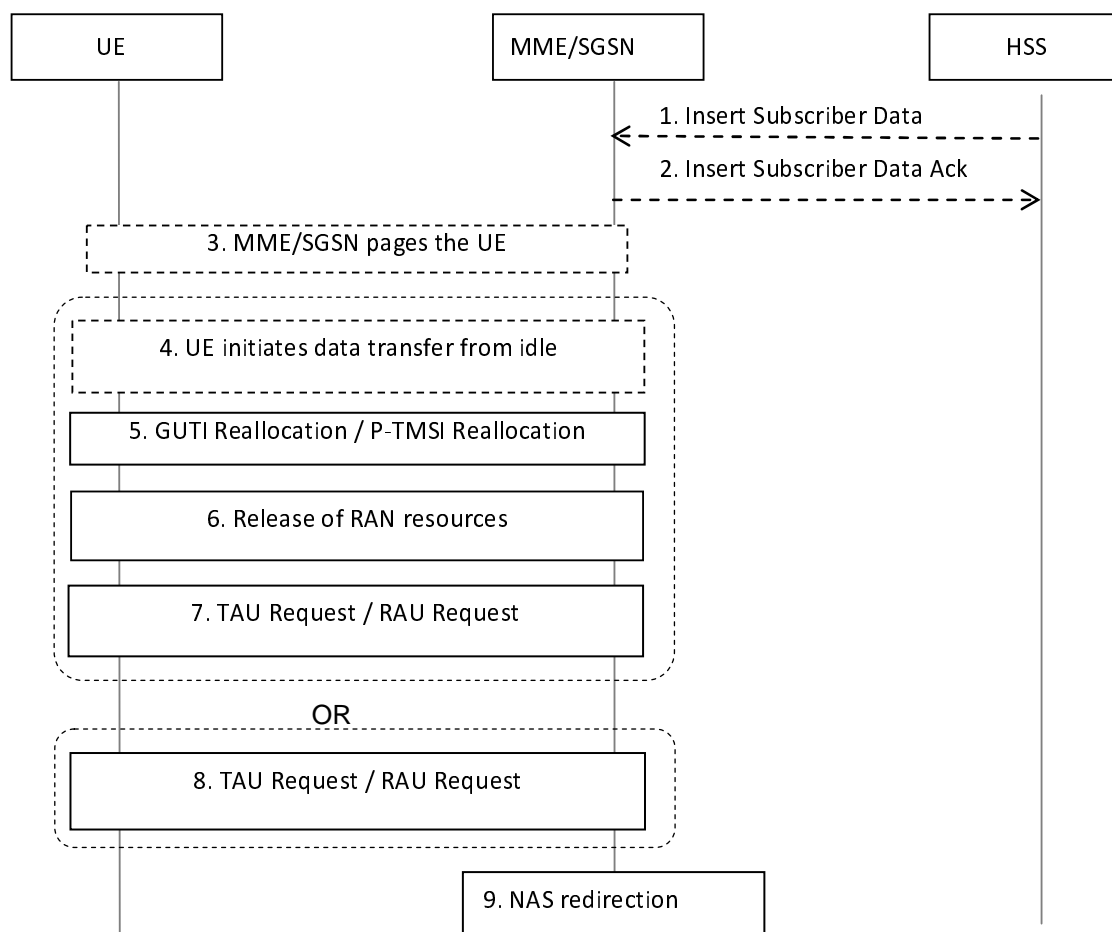 UE
MME/SGSN
HSS
1. Insert Subscriber Data
2. Insert Subscriber Data Ack
3. MME/SGSN pages the UE
4. UE initiates data transfer from idle
5. GUTI Reallocation / P-TMSI Reallocation
6. Release of RAN resources
7. TAU Request / RAU Request
OR
8. TAU Request / RAU Request
9. NAS redirection